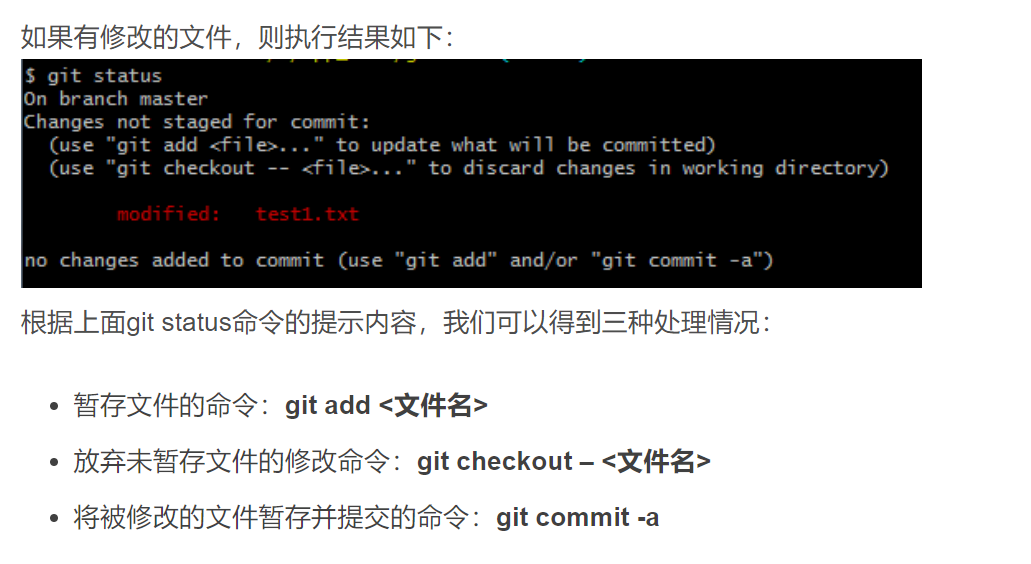 如果有修改的文件，则执行结果如下：
$ git status
On branch master
Changes not staged for commit:
(use "git add <file>..." to update what will be committed)
(use "git checkout -- <file>..." to discard changes in working directory)
modified: test1.txt
no changes added to commit (use "git add" and/or "git commit -a")
根据上面git status命令的提示内容，我们可以得到三种处理情况：
• 暂存文件的命令：git add <文件名>
• 放弃未暂存文件的修改命令：git checkout – <文件名>
• 将被修改的文件暂存并提交的命令：git commit -a